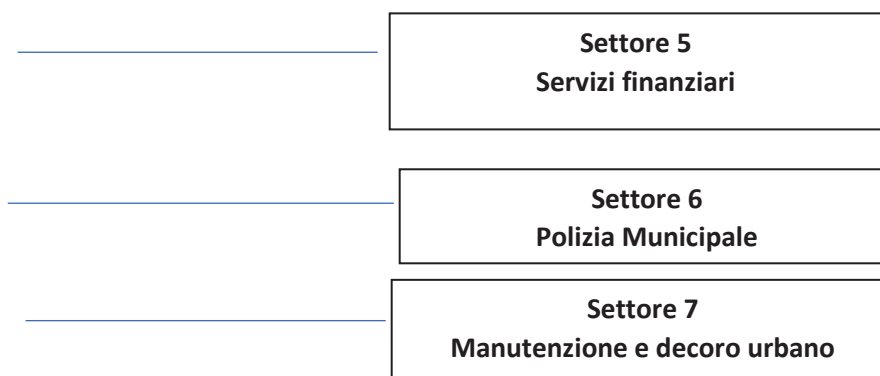 Settore 5
Servizi finanziari
Settore 6
Polizia Municipale
Settore 7
Manutenzione e decoro urbano